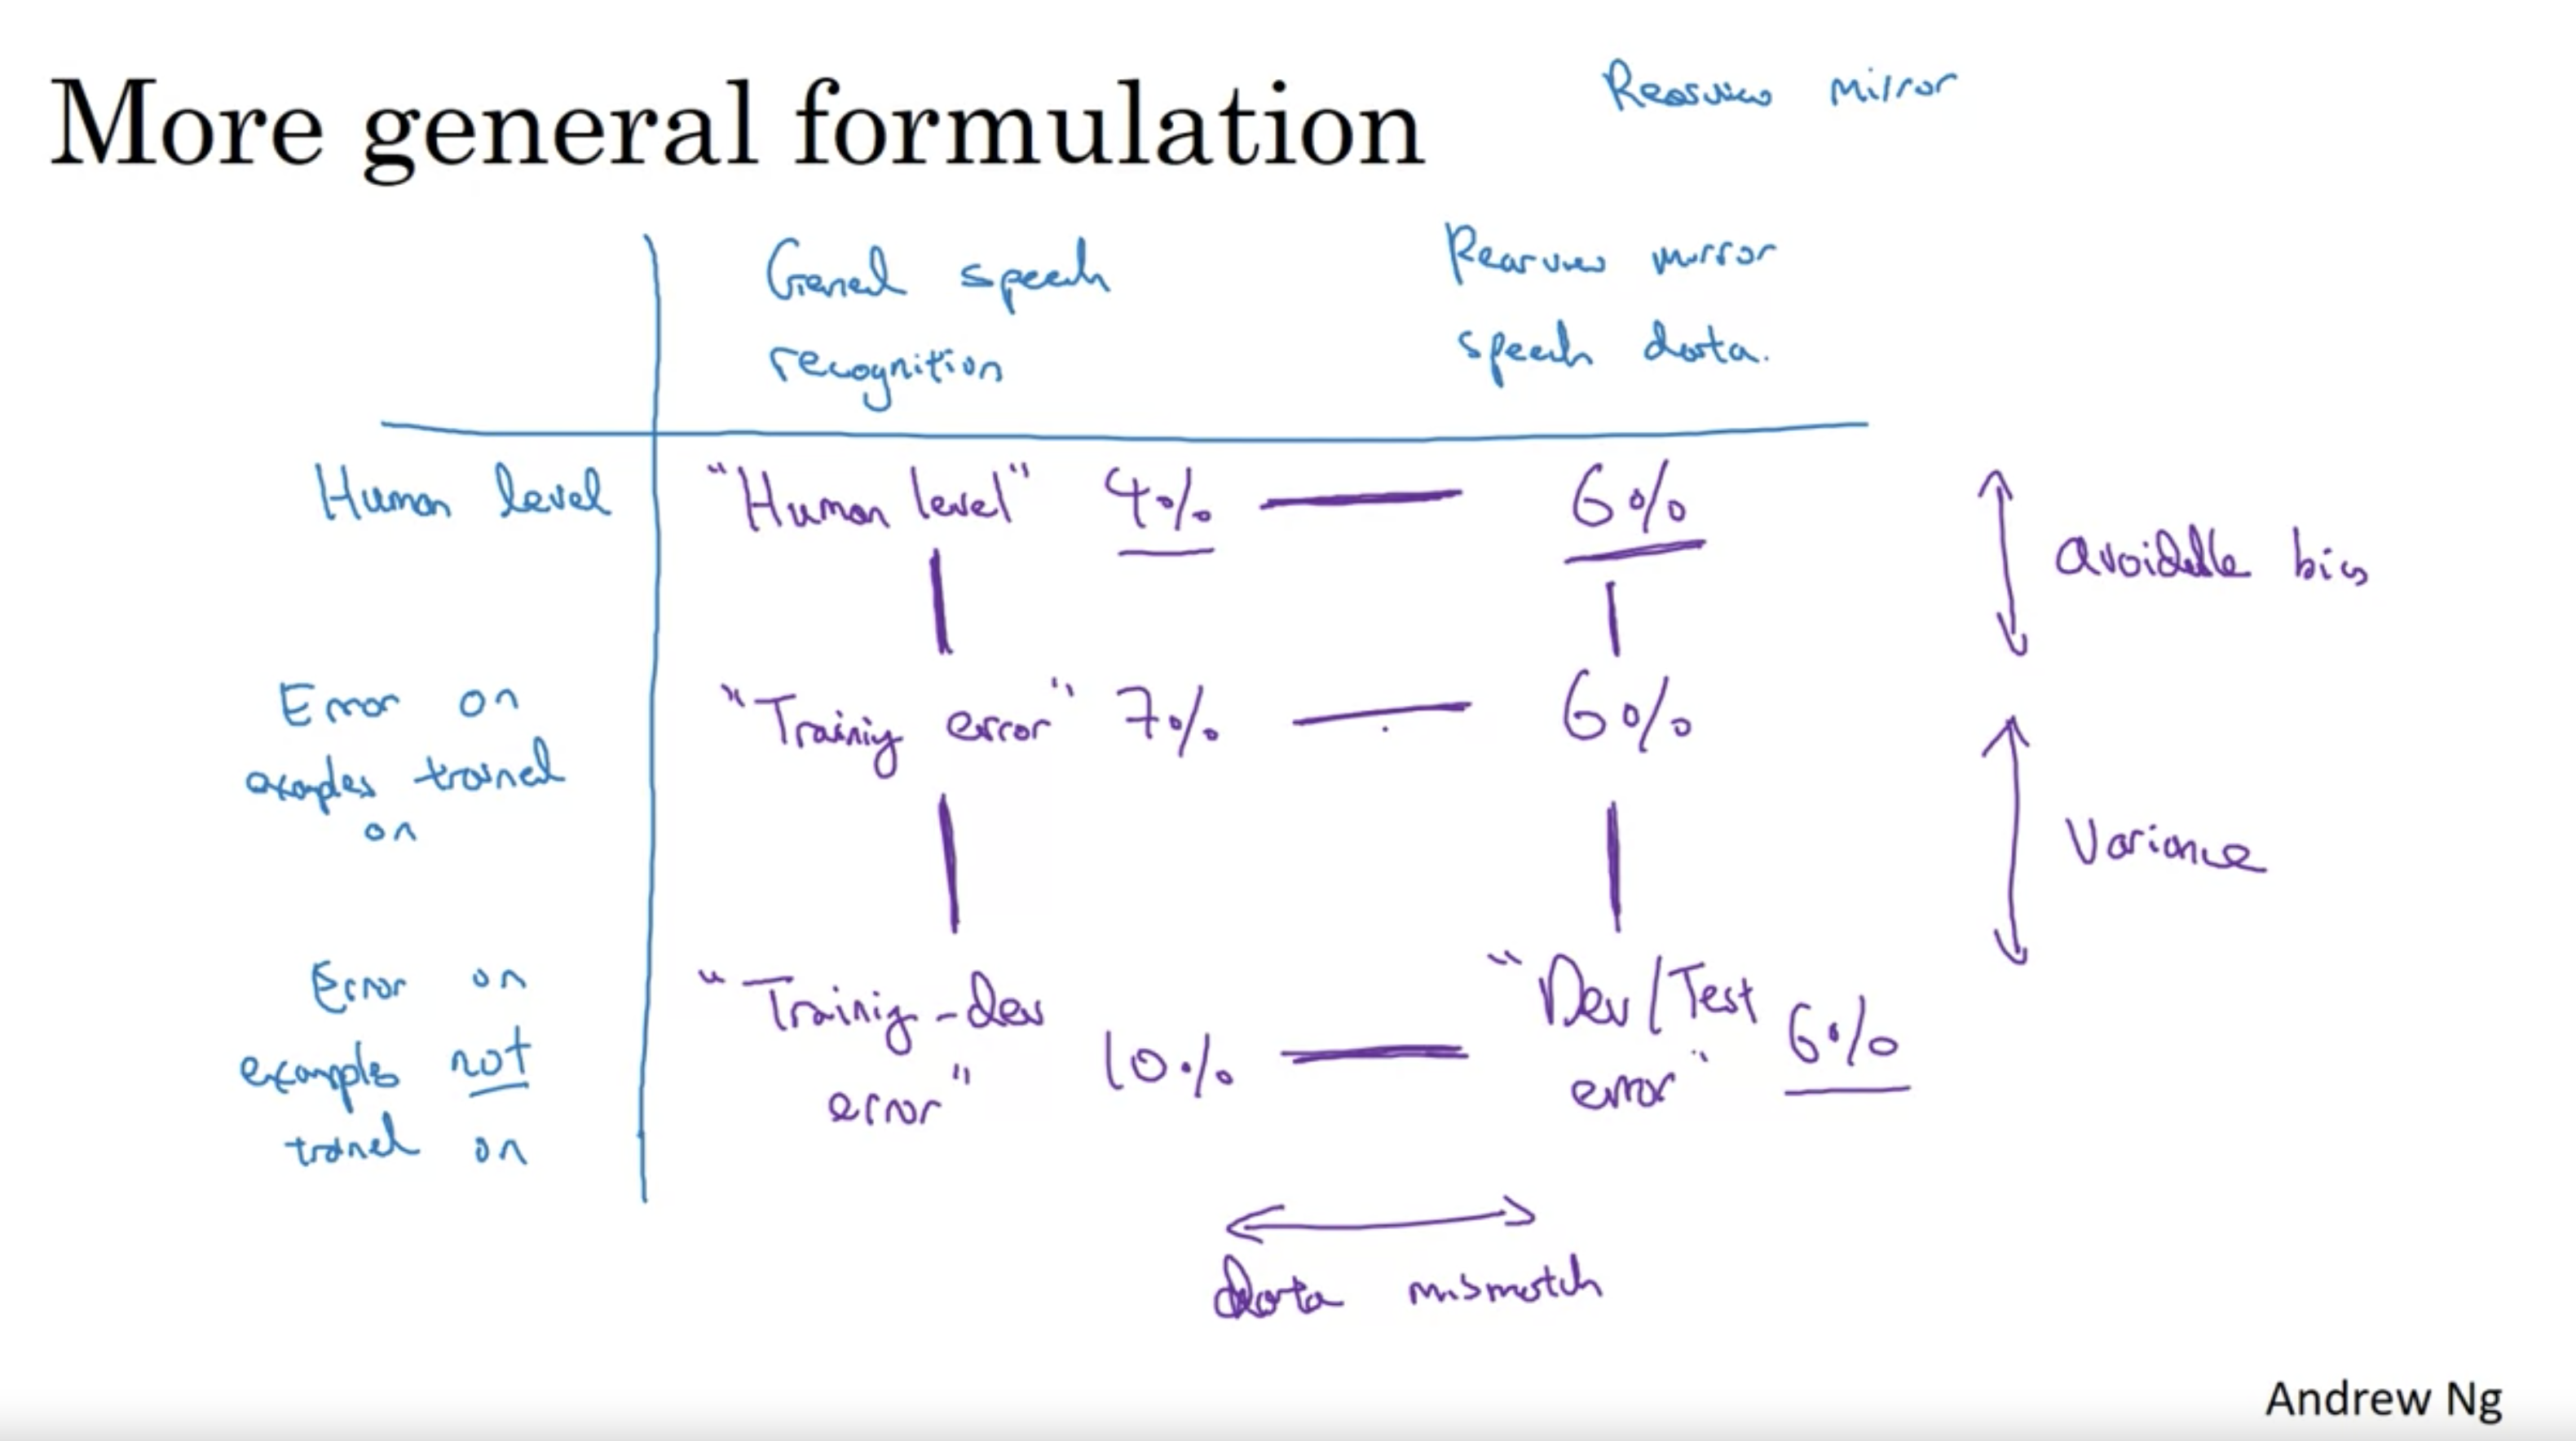 More general formulation
Rearview mirror
General speech
recognition
Rearview mirror
speech data.
Human level
"Human level" 4%
6%
avoidable bias
Error on
examples trained
on
"Training error" 7%
6%
Variance
Error on
examples not
trained on
"Training-dev
error" 10%
"Dev/Test
error" 6%
data mismatch
Andrew Ng